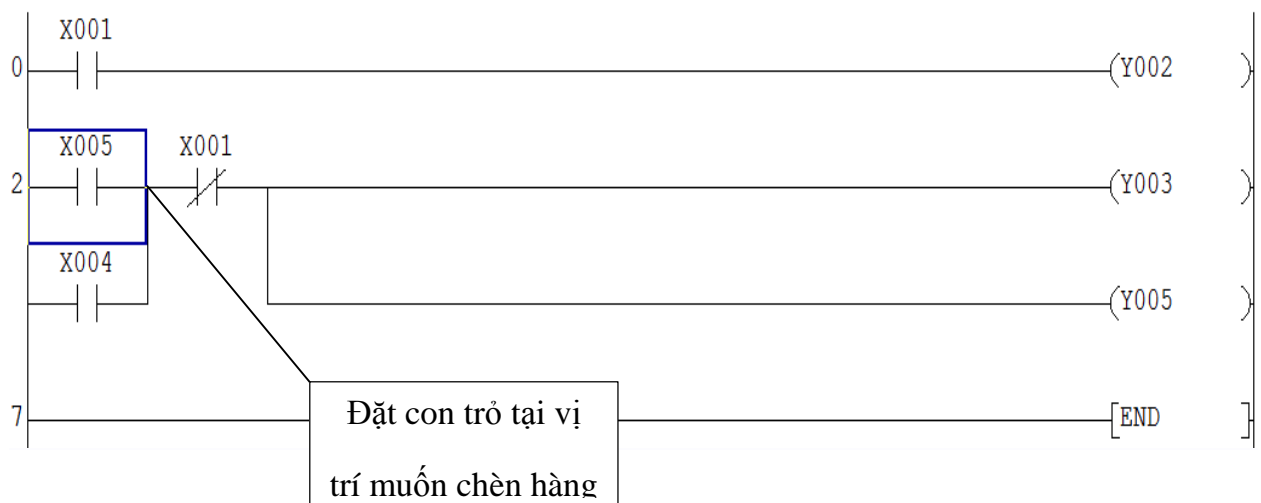 X001
0 (Y002 )
X005 X001
2 (Y003 )
X004
(Y005 )
7 [END ]
Đặt con trỏ tại vị
trí muốn chèn hàng